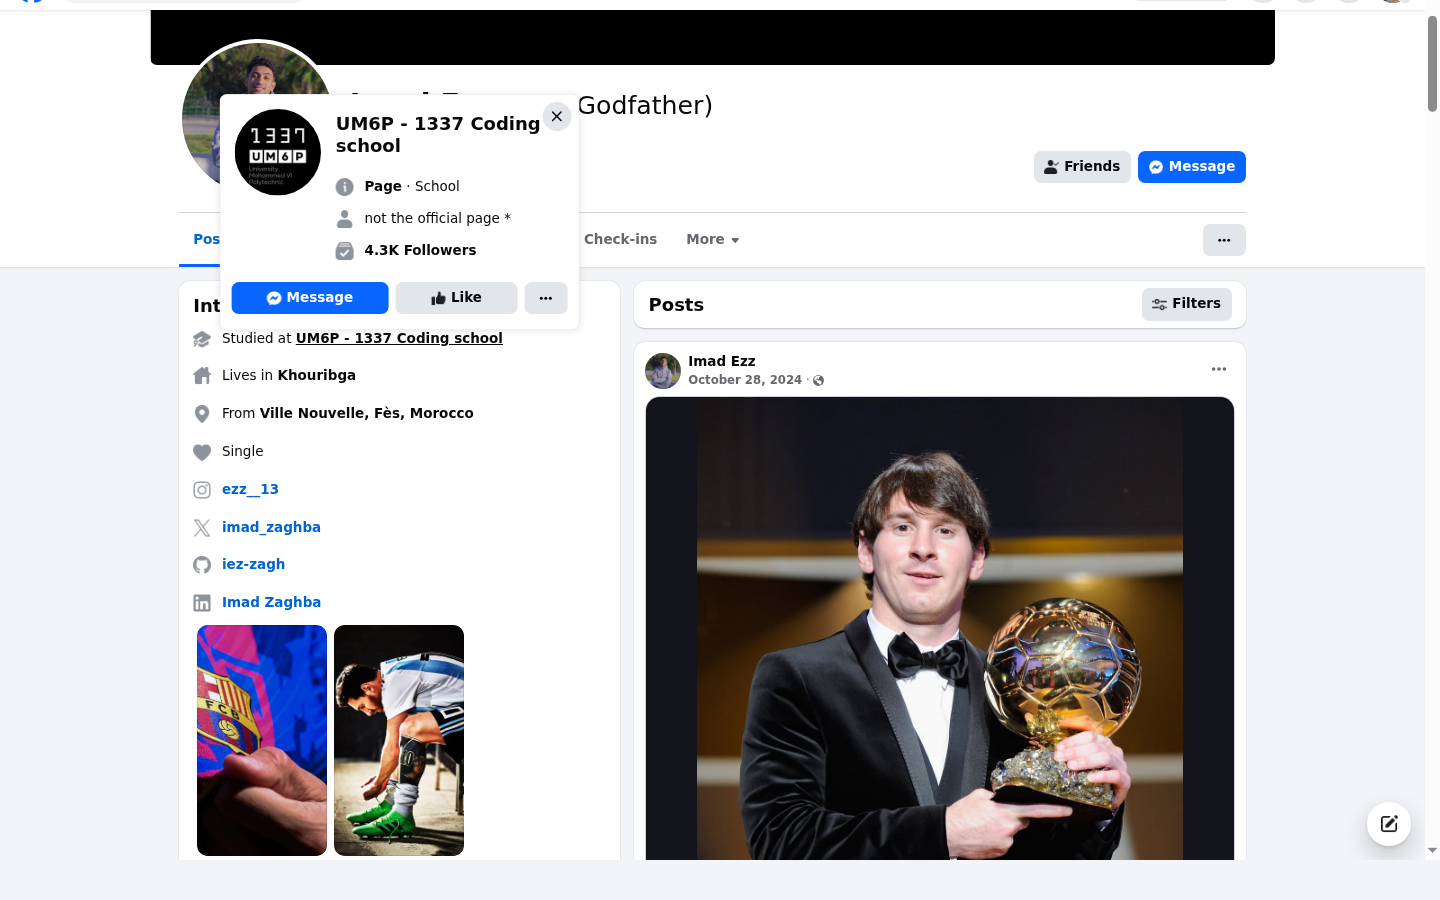 Godfather)
UM6P - 1337 Coding
school
1337
UM6P
University
Mohammed VI
Polytechnic
Page · School
not the official page *
4.3K Followers
Message
Like
Friends
Message
Pos
Check-ins
More
Int
Studied at UM6P - 1337 Coding school
Lives in Khouribga
From Ville Nouvelle, Fès, Morocco
Single
ezz__13
imad_zaghba
iez-zagh
Imad Zaghba
FCB
10
Posts
Filters
Imad Ezz
October 28, 2024 ·